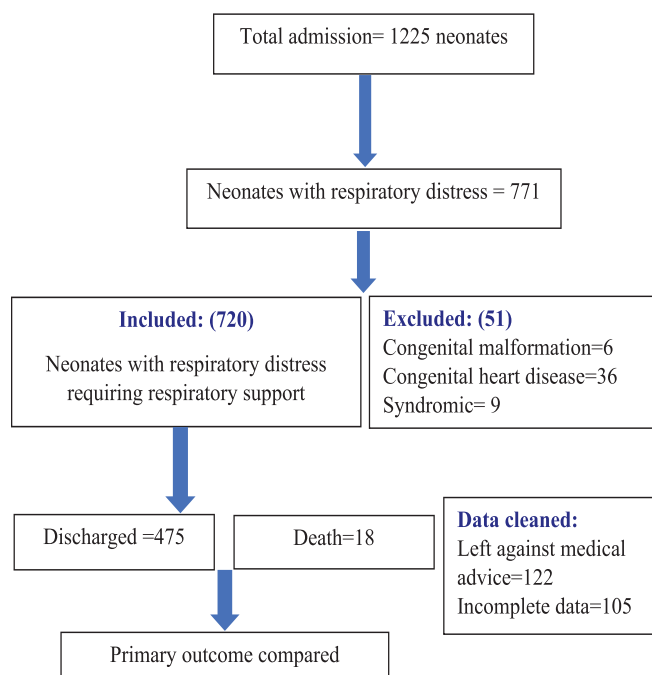 Total admission= 1225 neonates
Neonates with respiratory distress = 771
Included: (720)
Neonates with respiratory distress
requiring respiratory support
Excluded: (51)
Congenital malformation=6
Congenital heart disease=36
Syndromic= 9
Discharged =475
Death=18
Data cleaned:
Left against medical
advice=122
Incomplete data=105
Primary outcome compared